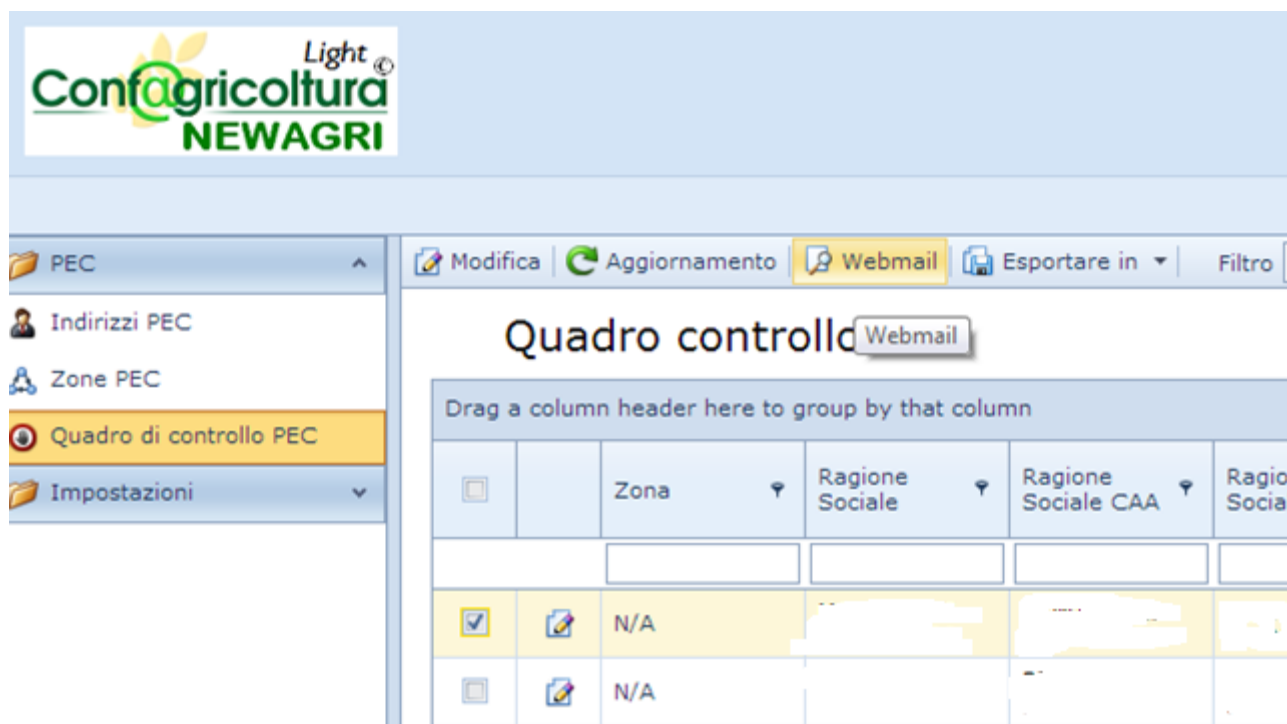 Light ©
Conf@gricoltura
NEWAGRI
PEC
Indirizzi PEC
Zone PEC
Quadro di controllo PEC
Impostazioni
Modifica Aggiornamento Webmail Esportare in Filtro
Quadro controllo
Webmail
Drag a column header here to group by that column
Zona
Ragione
Sociale
Ragione
Sociale CAA
Ragio
Socia
N/A
N/A